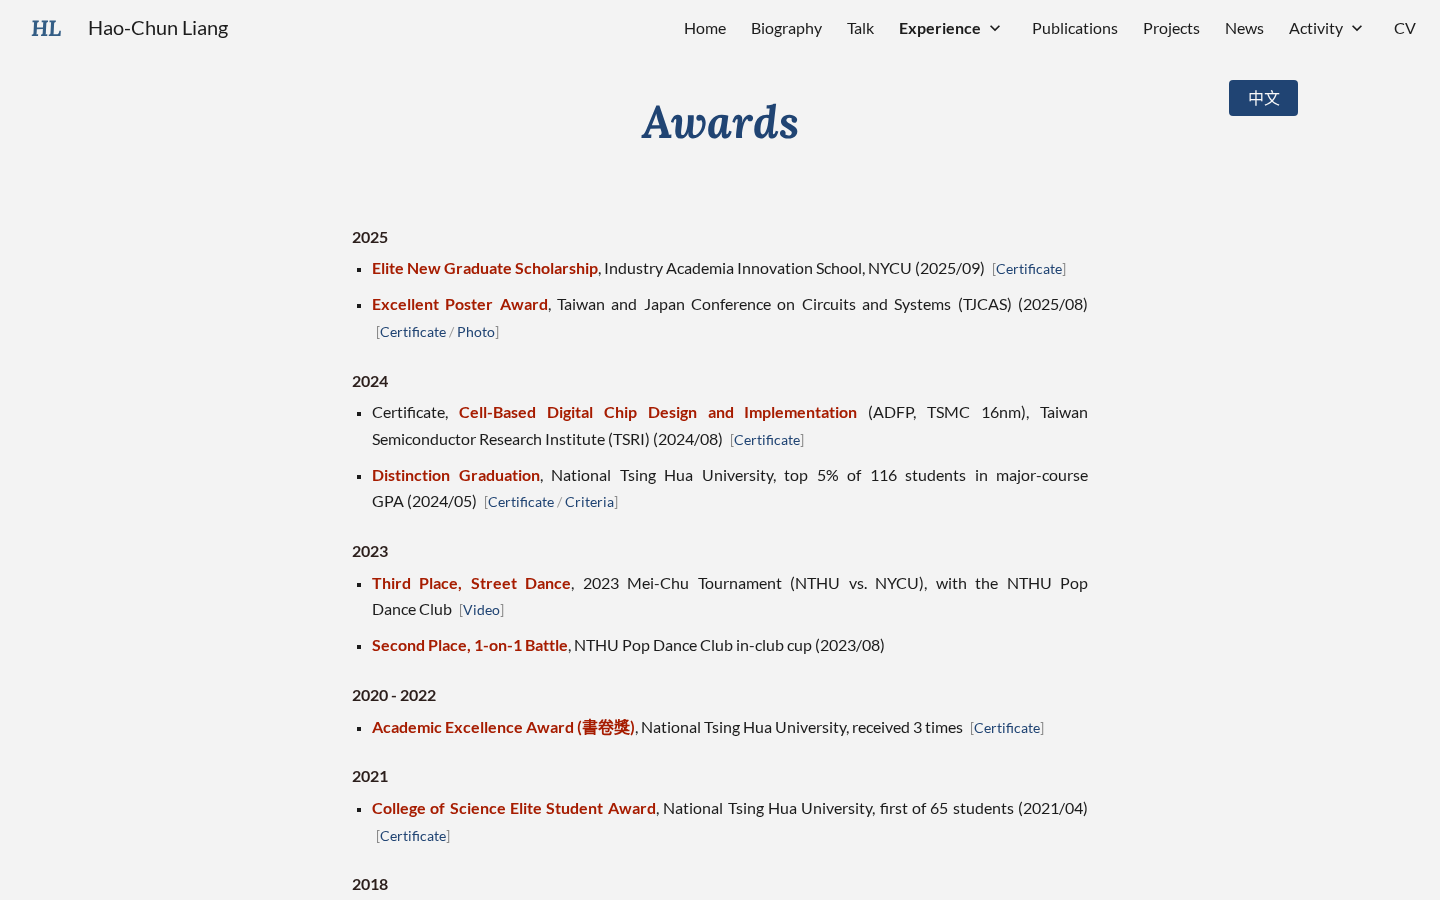 HL Hao-Chun Liang Home Biography Talk Experience Publications Projects News Activity CV
中文
Awards
2025
Elite New Graduate Scholarship, Industry Academia Innovation School, NYCU (2025/09) [Certificate]
Excellent Poster Award, Taiwan and Japan Conference on Circuits and Systems (TJCAS) (2025/08)
[Certificate / Photo]
2024
Certificate, Cell-Based Digital Chip Design and Implementation (ADFP, TSMC 16nm), Taiwan
Semiconductor Research Institute (TSRI) (2024/08) [Certificate]
Distinction Graduation, National Tsing Hua University, top 5% of 116 students in major-course
GPA (2024/05) [Certificate / Criteria]
2023
Third Place, Street Dance, 2023 Mei-Chu Tournament (NTHU vs. NYCU), with the NTHU Pop
Dance Club [Video]
Second Place, 1-on-1 Battle, NTHU Pop Dance Club in-club cup (2023/08)
2020 - 2022
Academic Excellence Award (書卷獎), National Tsing Hua University, received 3 times [Certificate]
2021
College of Science Elite Student Award, National Tsing Hua University, first of 65 students (2021/04)
[Certificate]
2018